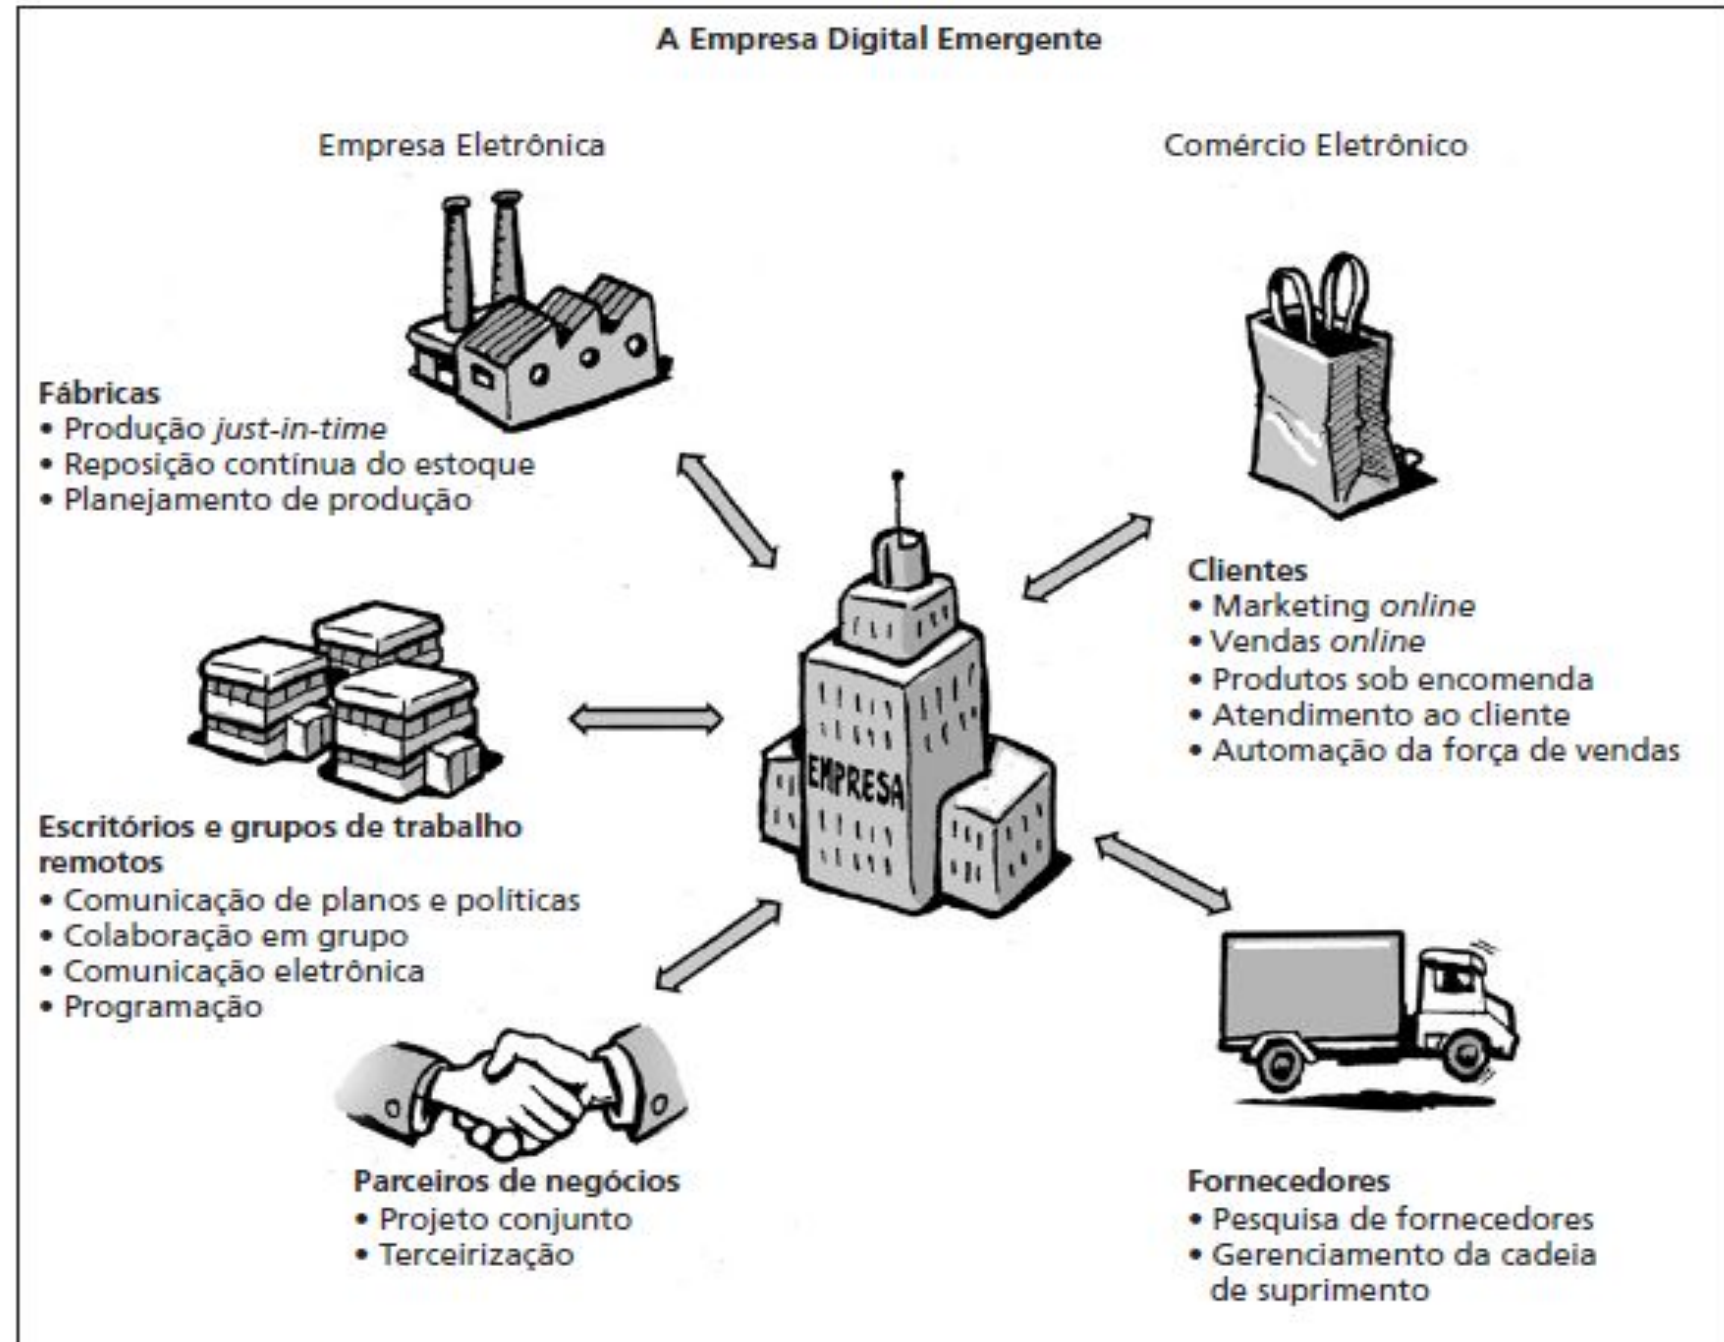 A Empresa Digital Emergente
Empresa Eletrônica
Comércio Eletrônico
Fábricas
• Produção just-in-time
• Reposição contínua do estoque
• Planejamento de produção
Clientes
• Marketing online
• Vendas online
• Produtos sob encomenda
• Atendimento ao cliente
• Automação da força de vendas
EMPRESA
Escritórios e grupos de trabalho
remotos
• Comunicação de planos e políticas
• Colaboração em grupo
• Comunicação eletrônica
• Programação
Parceiros de negócios
• Projeto conjunto
• Terceirização
Fornecedores
• Pesquisa de fornecedores
• Gerenciamento da cadeia
de suprimento